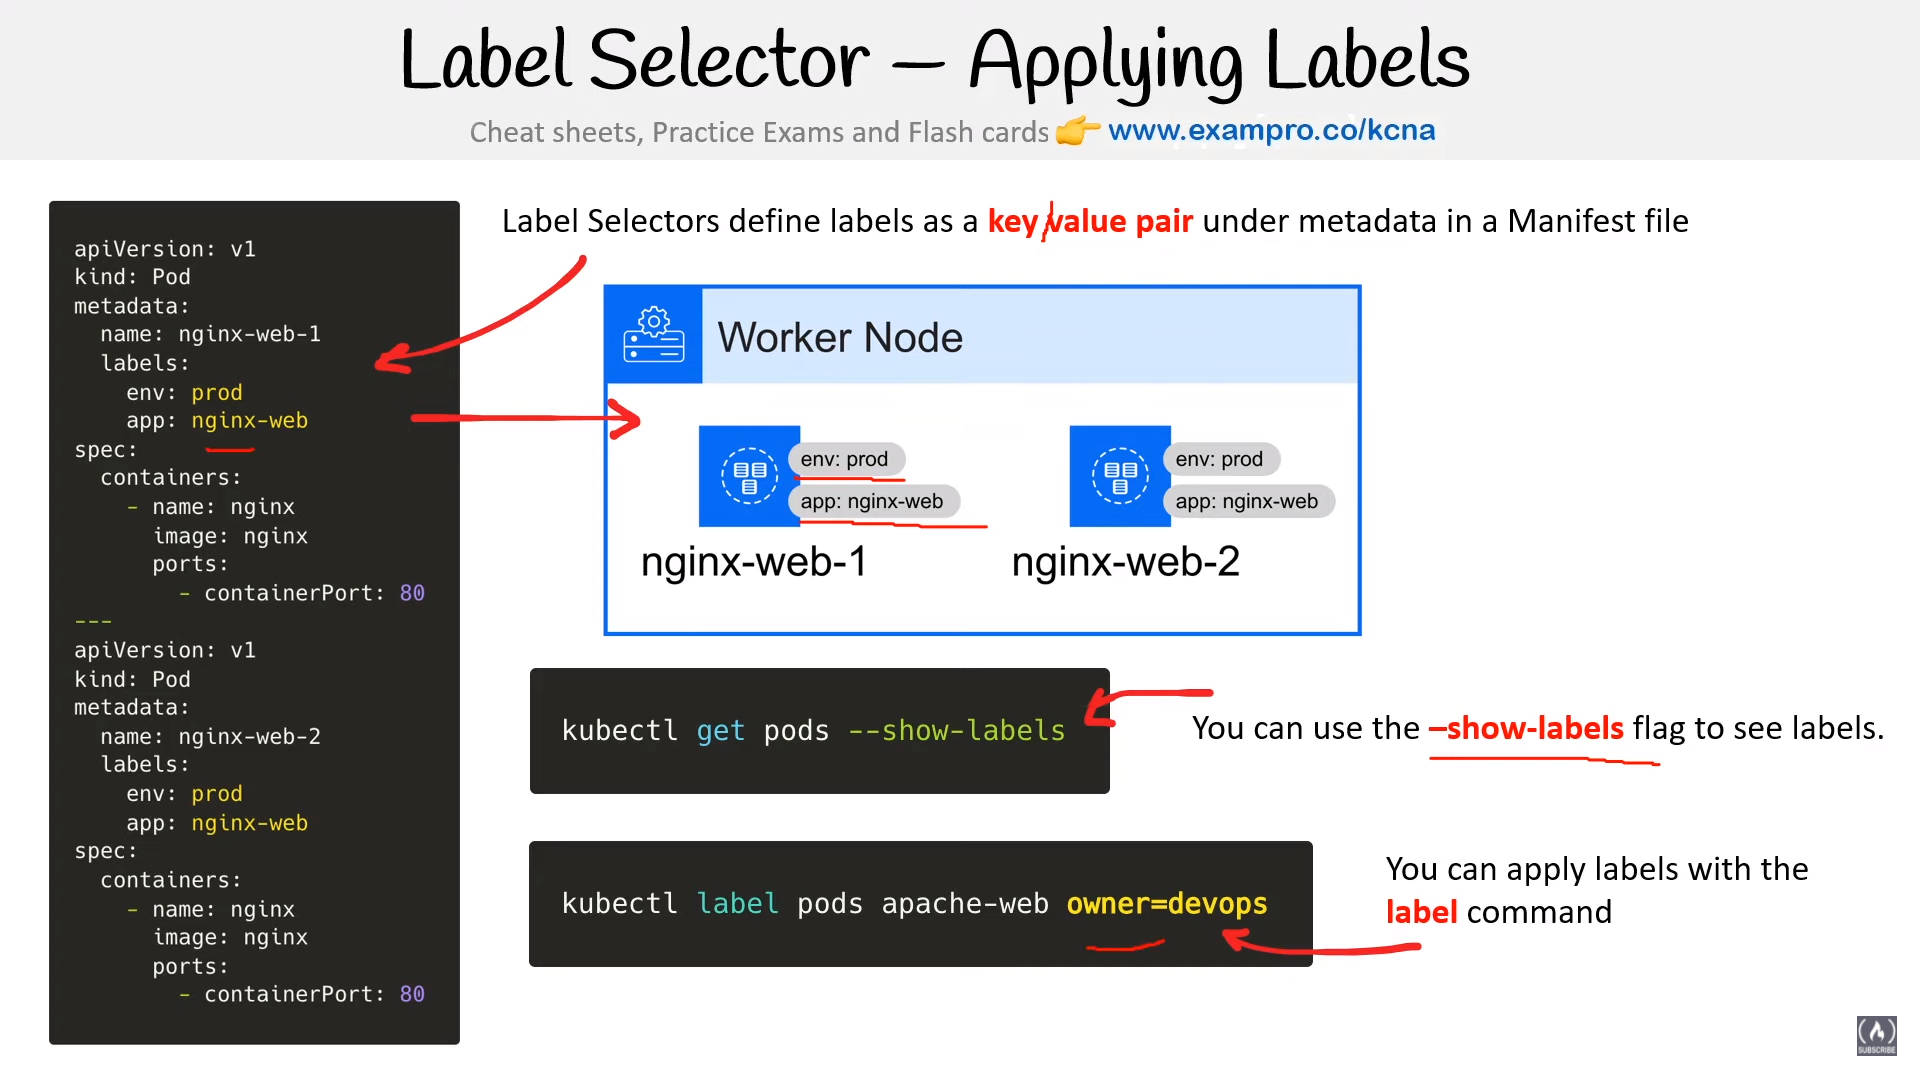 Label Selector — Applying Labels
Cheat sheets, Practice Exams and Flash cards 👉 www.exampro.co/kcna
apiVersion: v1
kind: Pod
metadata:
  name: nginx-web-1
  labels:
    env: prod
    app: nginx-web
spec:
  containers:
    - name: nginx
      image: nginx
      ports:
        - containerPort: 80
---
apiVersion: v1
kind: Pod
metadata:
  name: nginx-web-2
  labels:
    env: prod
    app: nginx-web
spec:
  containers:
    - name: nginx
      image: nginx
      ports:
        - containerPort: 80
Label Selectors define labels as a key value pair under metadata in a Manifest file
Worker Node
env: prod
app: nginx-web
nginx-web-1
env: prod
app: nginx-web
nginx-web-2
kubectl get pods --show-labels
You can use the –show-labels flag to see labels.
kubectl label pods apache-web owner=devops
You can apply labels with the
label command
SUBSCRIBE